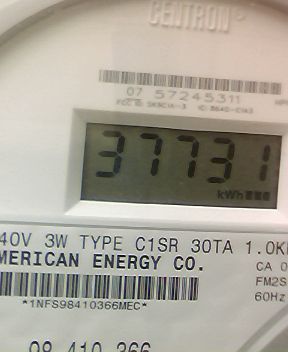 CENTRON
07 57245311
37731
kWh
40V 3W TYPE C1SR 30TA 1.0K
MERICAN ENERGY CO.
CA 0
FM2S
60Hz
*1NFS98410366MEC*
98 410 366